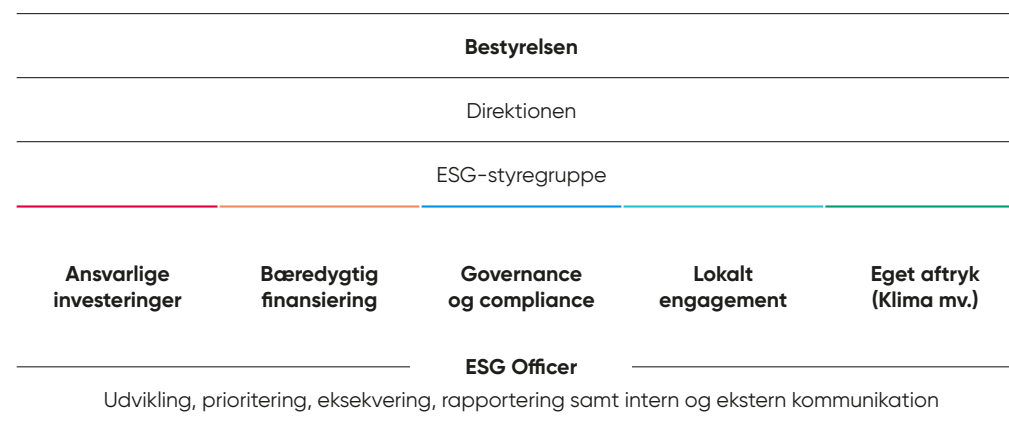 Bestyrelsen
Direktionen
ESG-styregruppe
Ansvarlige
investeringer
Bæredygtig
finansiering
Governance
og compliance
Lokalt
engagement
Eget aftryk
(Klima mv.)
ESG Officer
Udvikling, prioritering, eksekvering, rapportering samt intern og ekstern kommunikation